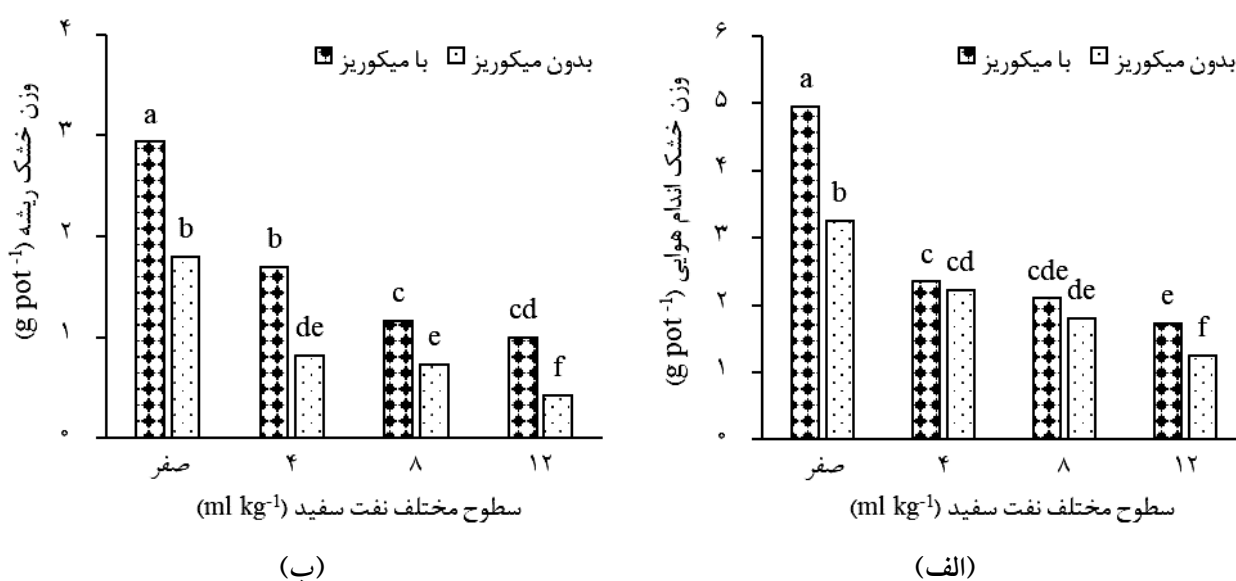 ۶
۵
۴
۳
۲
۱
۰
وزن خشک اندام هوایی (g pot -1)
با میکوریز
بدون میکوریز
a
b
c
cd
cde
de
e
f
صفر
۴
۸
۱۲
سطوح مختلف نفت سفید (ml kg-1)
(الف)
۴
۳
۲
۱
۰
وزن خشک ریشه (g pot -1)
با میکوریز
بدون میکوریز
a
b
b
de
c
e
cd
f
صفر
۴
۸
۱۲
سطوح مختلف نفت سفید (ml kg-1)
(ب)